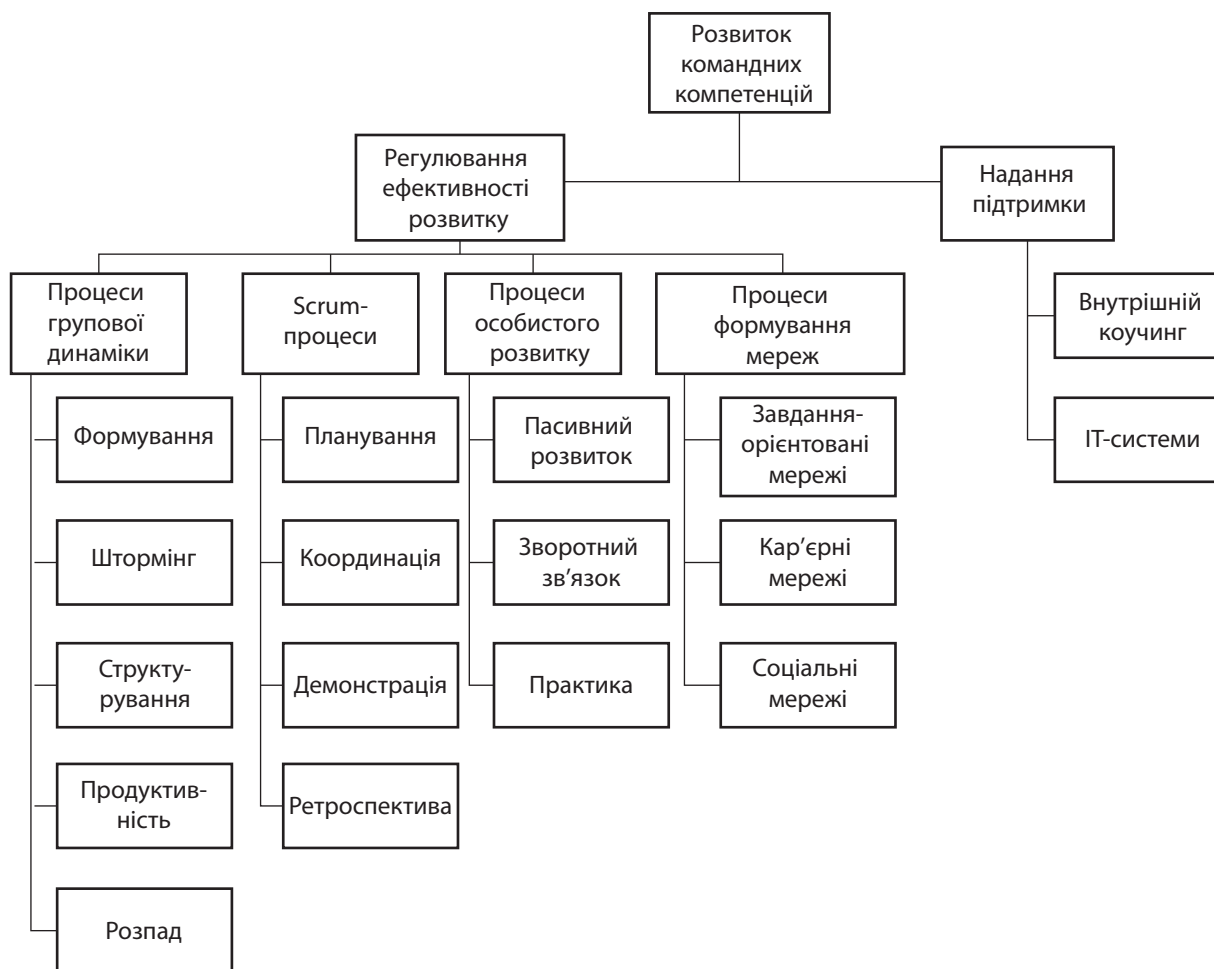 Розвиток
командних
компетенцій
Регулювання
ефективності
розвитку
Надання
підтримки
Процеси
групової
динаміки
Scrum-
процеси
Процеси
особистого
розвитку
Процеси
формування
мереж
Внутрішній
коучинг
ІТ-системи
Формування
Штормінг
Структу-
рування
Продуктив-
ність
Розпад
Планування
Координація
Демонстрація
Ретроспектива
Пасивний
розвиток
Зворотний
зв’язок
Практика
Завдання-
орієнтовані
мережі
Кар’єрні
мережі
Соціальні
мережі